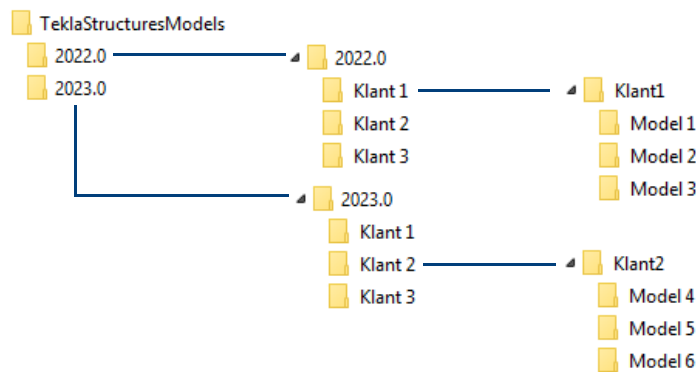 TeklaStructuresModels
2022.0
2023.0
2022.0
Klant 1
Klant 2
Klant 3
Klant1
Model 1
Model 2
Model 3
2023.0
Klant 1
Klant 2
Klant 3
Klant2
Model 4
Model 5
Model 6